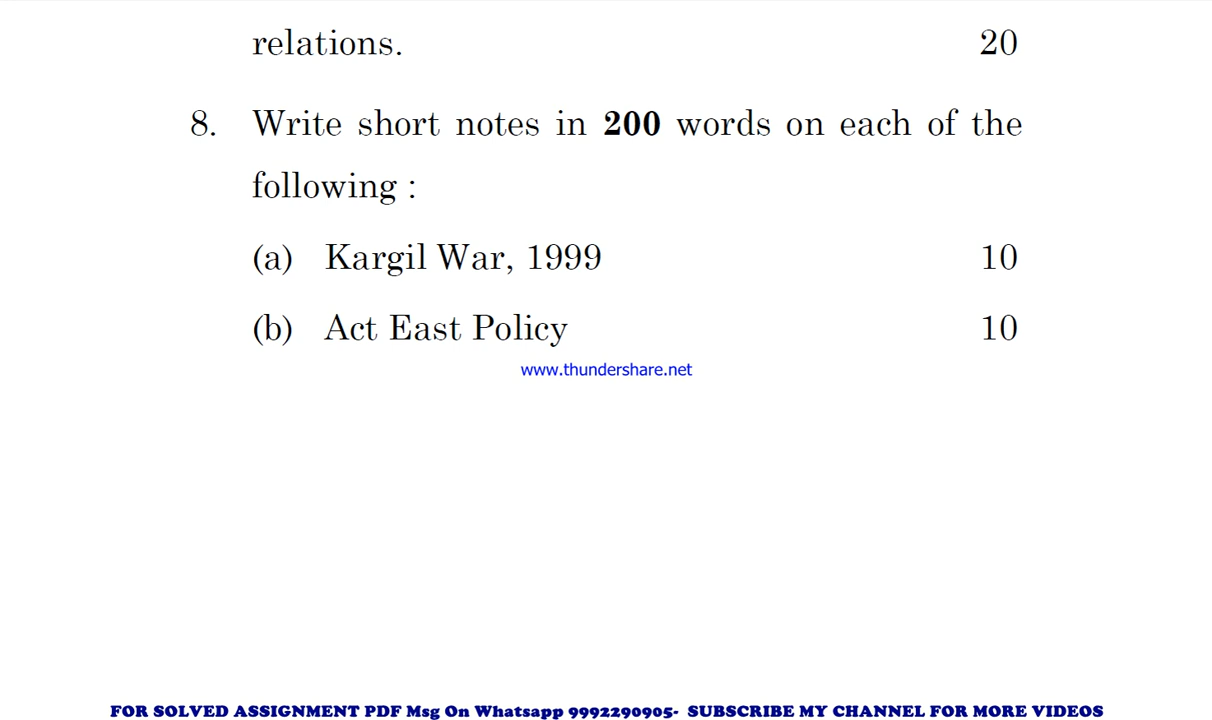 relations. 20
8. Write short notes in 200 words on each of the
following :
(a) Kargil War, 1999 10
(b) Act East Policy 10
www.thundershare.net
FOR SOLVED ASSIGNMENT PDF Msg On Whatsapp 9992290905- SUBSCRIBE MY CHANNEL FOR MORE VIDEOS